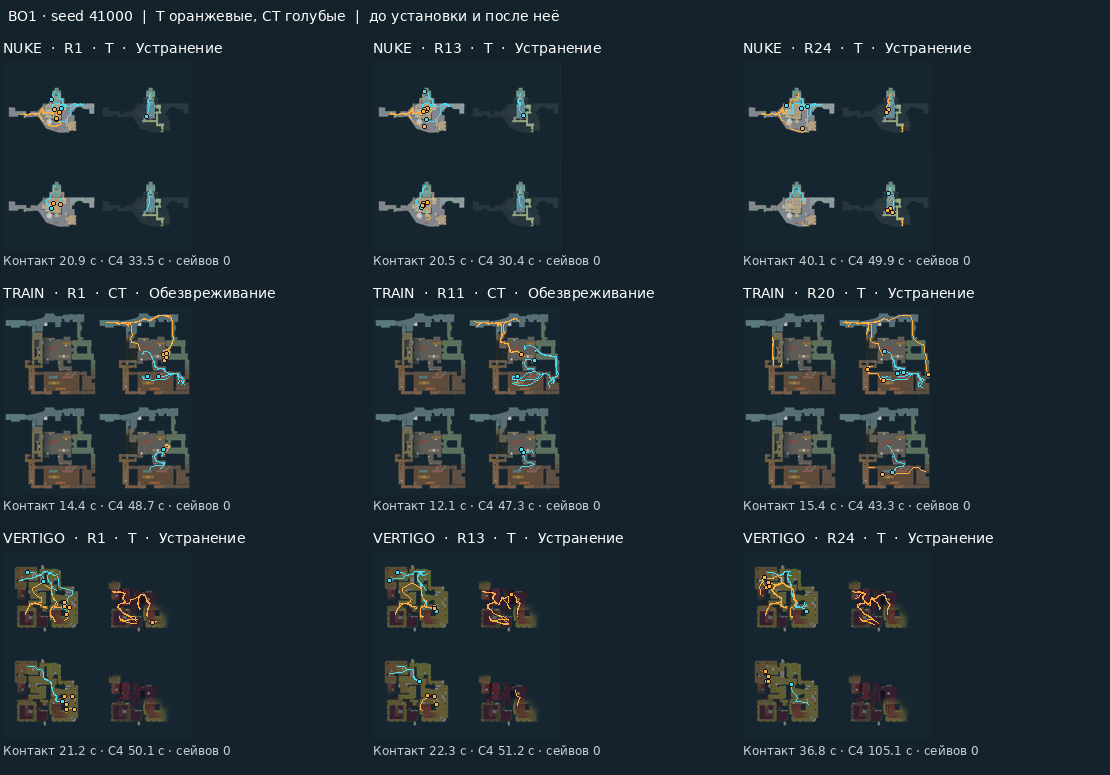 BO1 · seed 41000 | T оранжевые, CT голубые | до установки и после неё
NUKE · R1 · T · Устранение
NUKE · R13 · T · Устранение
NUKE · R24 · T · Устранение
Контакт 20.9 с · C4 33.5 с · сейвов 0
Контакт 20.5 с · C4 30.4 с · сейвов 0
Контакт 40.1 с · C4 49.9 с · сейвов 0
TRAIN · R1 · CT · Обезвреживание
TRAIN · R11 · CT · Обезвреживание
TRAIN · R20 · T · Устранение
Контакт 14.4 с · C4 48.7 с · сейвов 0
Контакт 12.1 с · C4 47.3 с · сейвов 0
Контакт 15.4 с · C4 43.3 с · сейвов 0
VERTIGO · R1 · T · Устранение
VERTIGO · R13 · T · Устранение
VERTIGO · R24 · T · Устранение
Контакт 21.2 с · C4 50.1 с · сейвов 0
Контакт 22.3 с · C4 51.2 с · сейвов 0
Контакт 36.8 с · C4 105.1 с · сейвов 0